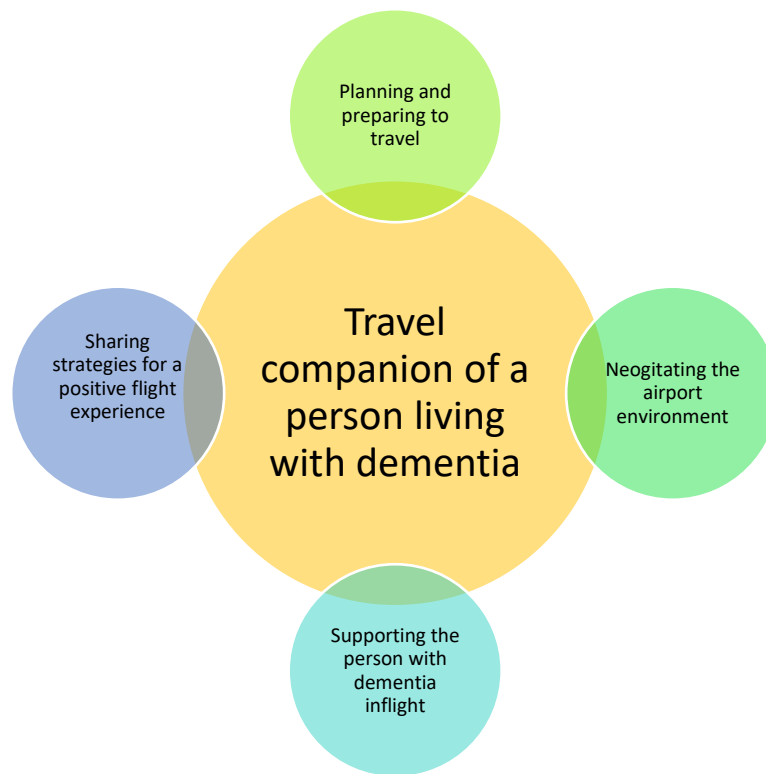 Planning and
preparing to
travel
Travel
companion of a
person living
with dementia
Sharing
strategies for a
positive flight
experience
Neogitating the
airport
environment
Supporting the
person with
dementia
inflight